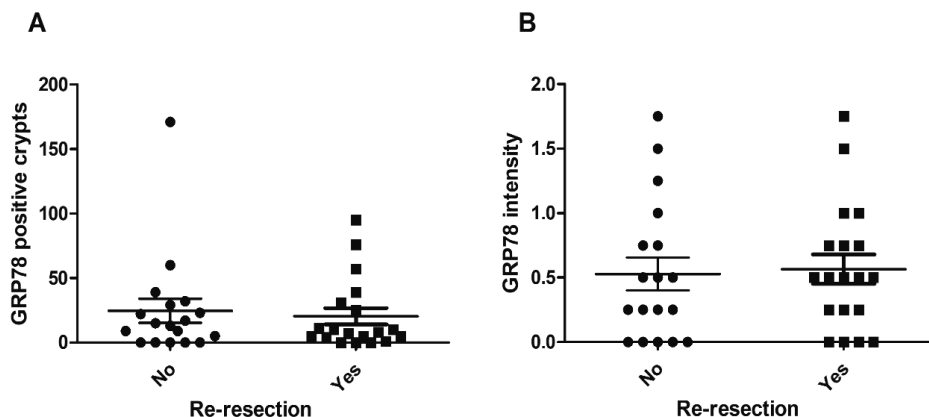 A
GRP78 positive crypts
200
150
100
50
0
No
Yes
Re-resection
B
GRP78 intensity
2.0
1.5
1.0
0.5
0.0
No
Yes
Re-resection